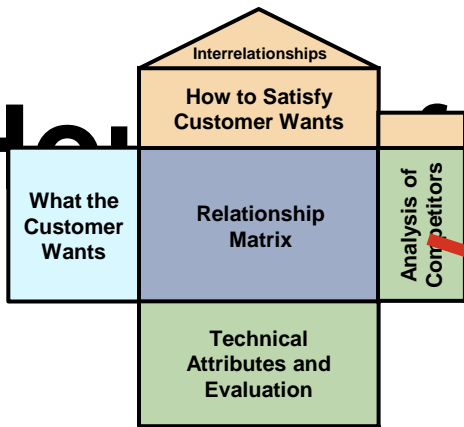 Interrelationships
How to Satisfy
Customer Wants
What the
Customer
Wants
Relationship
Matrix
Analysis of
Competitors
Technical
Attributes and
Evaluation